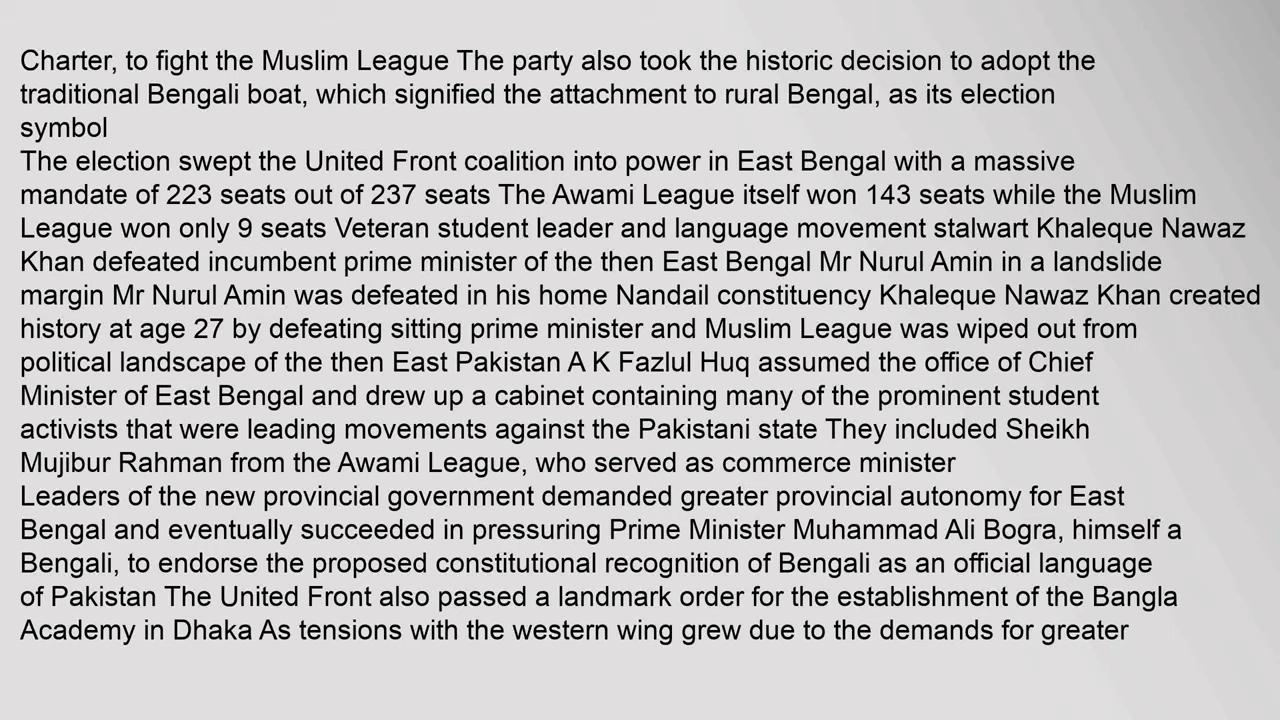 Charter, to fight the Muslim League The party also took the historic decision to adopt the
traditional Bengali boat, which signified the attachment to rural Bengal, as its election
symbol
The election swept the United Front coalition into power in East Bengal with a massive
mandate of 223 seats out of 237 seats The Awami League itself won 143 seats while the Muslim
League won only 9 seats Veteran student leader and language movement stalwart Khaleque Nawaz
Khan defeated incumbent prime minister of the then East Bengal Mr Nurul Amin in a landslide
margin Mr Nurul Amin was defeated in his home Nandail constituency Khaleque Nawaz Khan created
history at age 27 by defeating sitting prime minister and Muslim League was wiped out from
political landscape of the then East Pakistan A K Fazlul Huq assumed the office of Chief
Minister of East Bengal and drew up a cabinet containing many of the prominent student
activists that were leading movements against the Pakistani state They included Sheikh
Mujibur Rahman from the Awami League, who served as commerce minister
Leaders of the new provincial government demanded greater provincial autonomy for East
Bengal and eventually succeeded in pressuring Prime Minister Muhammad Ali Bogra, himself a
Bengali, to endorse the proposed constitutional recognition of Bengali as an official language
of Pakistan The United Front also passed a landmark order for the establishment of the Bangla
Academy in Dhaka As tensions with the western wing grew due to the demands for greater